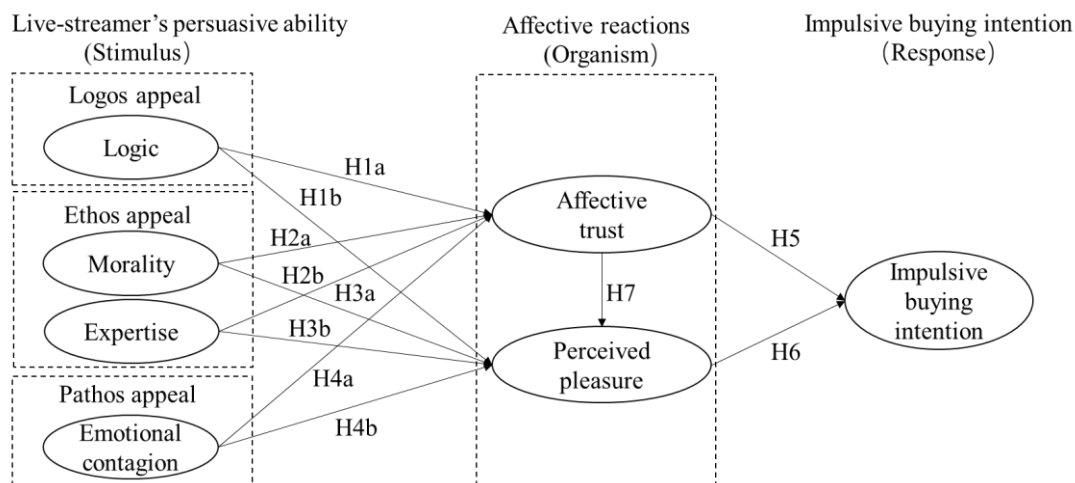 Live-streamer’s persuasive ability
(Stimulus)
Logos appeal
Logic
Ethos appeal
Morality
Expertise
Pathos appeal
Emotional
contagion
H1a
H1b
H2a
H2b
H3a
H3b
H4a
H4b
Affective reactions
(Organism)
Affective
trust
H7
Perceived
pleasure
H5
H6
Impulsive buying intention
(Response)
Impulsive
buying
intention